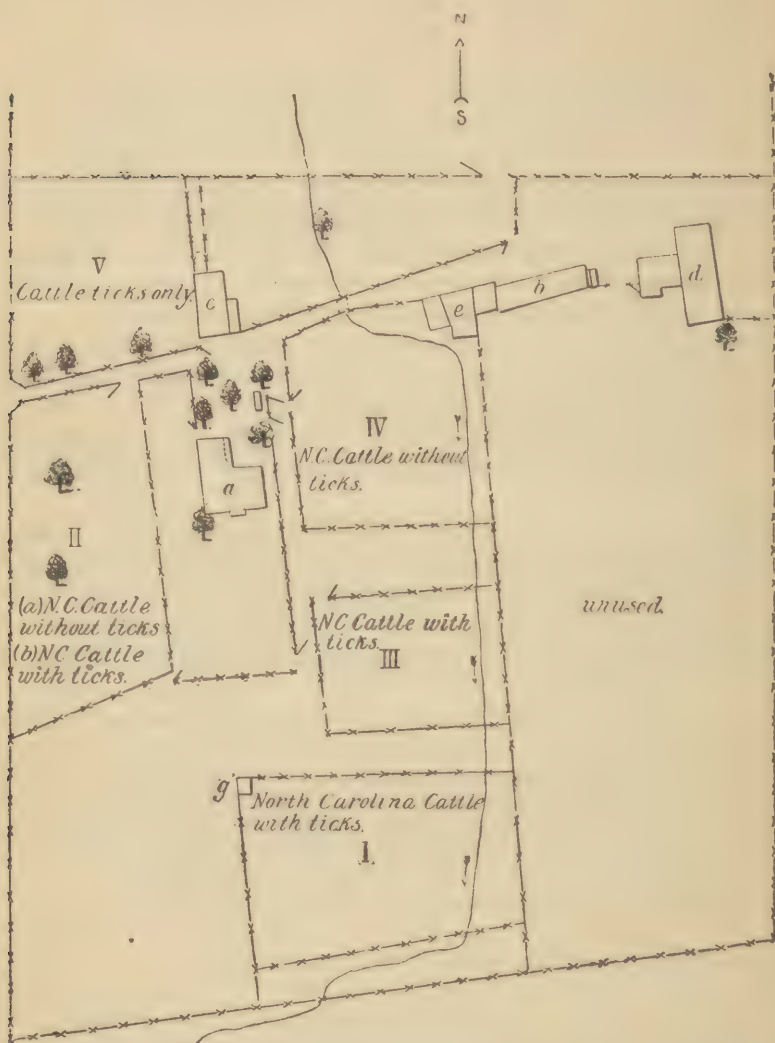 N
S
V
Cattle ticks only.
c
e
b
d.
IV
N.C. Cattle without
ticks.
a
II
(a) N.C. Cattle
without ticks
(b) NC Cattle
with ticks.
NC Cattle with
ticks.
III
unused.
g
North Carolina Cattle
with ticks.
I.